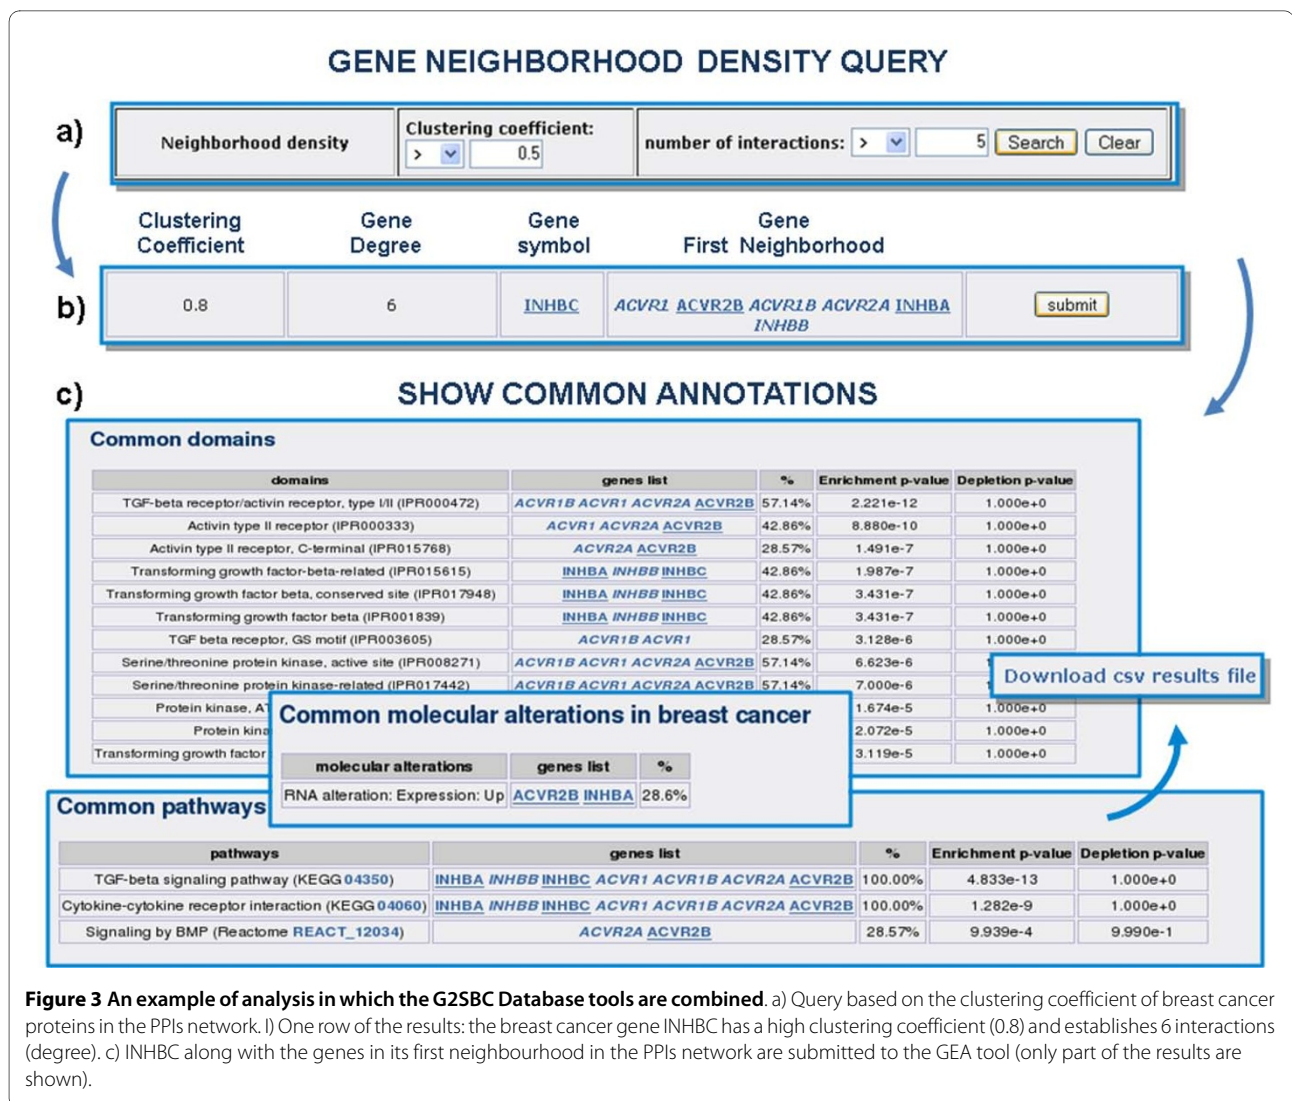 GENE NEIGHBORHOOD DENSITY QUERY
a)
Neighborhood density
Clustering coefficient:
> 0.5
number of interactions: > 5 Search Clear
Clustering Coefficient
Gene Degree
Gene symbol
Gene First Neighborhood
b)
0.8 6 INHBC ACVR1 ACVR2B ACVR1B ACVR2A INHBA
INHBB
submit
c) SHOW COMMON ANNOTATIONS
Common domains
domains genes list % Enrichment p-value Depletion p-value
TGF-beta receptor/activin receptor, type I/II (IPR000472) ACVR1B ACVR1 ACVR2A ACVR2B 57.14% 2.221e-12 1.000e+0
Activin type II receptor (IPR000333) ACVR1 ACVR2A ACVR2B 42.86% 8.880e-10 1.000e+0
Activin type II receptor, C-terminal (IPR015768) ACVR2A ACVR2B 28.57% 1.491e-7 1.000e+0
Transforming growth factor-beta-related (IPR015615) INHBA INHBB INHBC 42.86% 1.987e-7 1.000e+0
Transforming growth factor beta, conserved site (IPR017948) INHBA INHBB INHBC 42.86% 3.431e-7 1.000e+0
Transforming growth factor beta (IPR001839) INHBA INHBB INHBC 42.86% 3.431e-7 1.000e+0
TGF beta receptor, GS motif (IPR003605) ACVR1B ACVR1 28.57% 3.128e-6 1.000e+0
Serine/threonine protein kinase, active site (IPR008271) ACVR1B ACVR1 ACVR2A ACVR2B 57.14% 6.623e-6
Serine/threonine protein kinase-related (IPR017442) ACVR1B ACVR1 ACVR2A ACVR2B 57.14% 7.000e-6
Download csv results file
Protein kinase, AT 1.674e-5 1.000e+0
Protein kina 2.072e-5 1.000e+0
Transforming growth factor 3.119e-5 1.000e+0
Common molecular alterations in breast cancer
molecular alterations genes list %
RNA alteration: Expression: Up ACVR2B INHBA 28.6%
Common pathways
pathways genes list % Enrichment p-value Depletion p-value
TGF-beta signaling pathway (KEGG 04350) INHBA INHBB INHBC ACVR1 ACVR1B ACVR2A ACVR2B 100.00% 4.833e-13 1.000e+0
Cytokine-cytokine receptor interaction (KEGG 04060) INHBA INHBB INHBC ACVR1 ACVR1B ACVR2A ACVR2B 100.00% 1.282e-9 1.000e+0
Signaling by BMP (Reactome REACT_12034) ACVR2A ACVR2B 28.57% 9.939e-4 9.990e-1
Figure 3 An example of analysis in which the G2SBC Database tools are combined. a) Query based on the clustering coefficient of breast cancer
proteins in the PPIs network. l) One row of the results: the breast cancer gene INHBC has a high clustering coefficient (0.8) and establishes 6 interactions
(degree). c) INHBC along with the genes in its first neighbourhood in the PPIs network are submitted to the GEA tool (only part of the results are
shown).